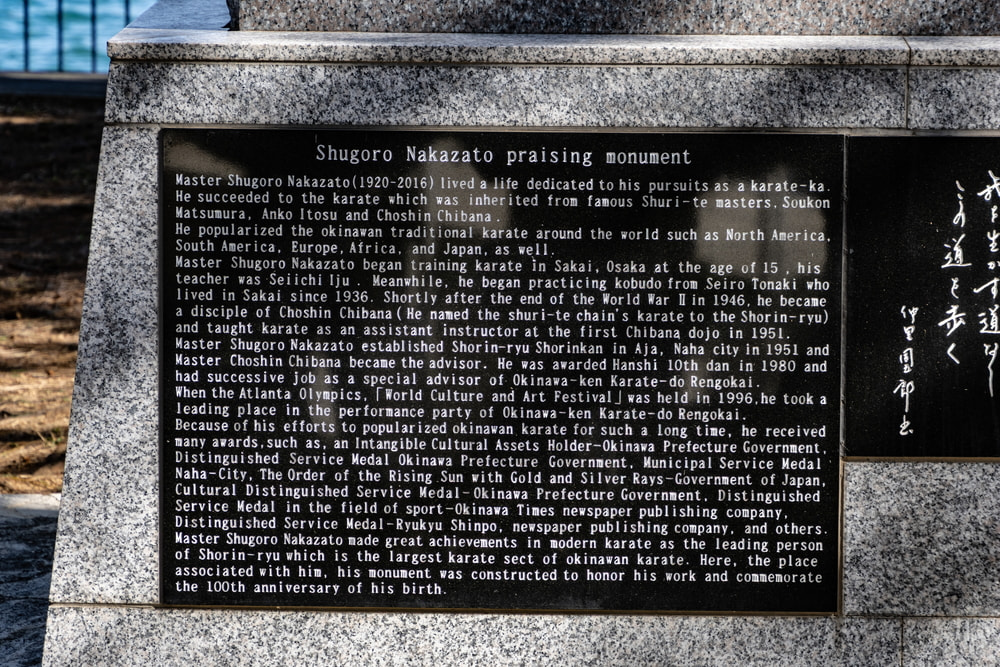 Shugoro Nakazato praising monument
Master Shugoro Nakazato(1920-2016) lived a life dedicated to his pursuits as a karate-ka.
He succeeded to the karate which was inherited from famous Shuri-te masters. Soukon
Matsumura, Anko Itosu and Choshin Chibana.
He popularized the okinawan traditional karate around the world such as North America,
South America, Europe, Africa, and Japan, as well.
Master Shugoro Nakazato began training karate in Sakai, Osaka at the age of 15, his
teacher was Seiichi Iju. Meanwhile, he began practicing kobudo from Seiro Tonaki who
lived in Sakai since 1936. Shortly after the end of the World War Ⅱ in 1946, he became
a disciple of Choshin Chibana(He named the shuri-te chain's karate to the Shorin-ryu)
and taught karate as an assistant instructor at the first Chibana dojo in 1951.
Master Shugoro Nakazato established Shorin-ryu Shorinkan in Aja, Naha city in 1951 and
Master Choshin Chibana became the advisor. He was awarded Hanshi 10th dan in 1980 and
had successive job as a special advisor of Okinawa-ken Karate-do Rengokai.
When the Atlanta Olympics,「World Culture and Art Festival」was held in 1996,he took a
leading place in the performance party of Okinawa-ken Karate-do Rengokai.
Because of his efforts to popularized okinawan karate for such a long time, he received
many awards,such as, an Intangible Cultural Assets Holder-Okinawa Prefecture Government,
Distinguished Service Medal Okinawa Prefecture Government, Municipal Service Medal
Naha-City, The Order of the Rising Sun with Gold and Silver Rays-Government of Japan,
Cultural Distinguished Service Medal-Okinawa Prefecture Government, Distinguished
Service Medal in the field of sport-Okinawa Times newspaper publishing company,
Distinguished Service Medal-Ryukyu Shinpo, newspaper publishing company, and others.
Master Shugoro Nakazato made great achievements in modern karate as the leading person
of Shorin-ryu which is the largest karate sect of okinawan karate. Here, the place
associated with him, his monument was constructed to honor his work and commemorate
the 100th anniversary of his birth.
我を生かす道なし
この道を歩く